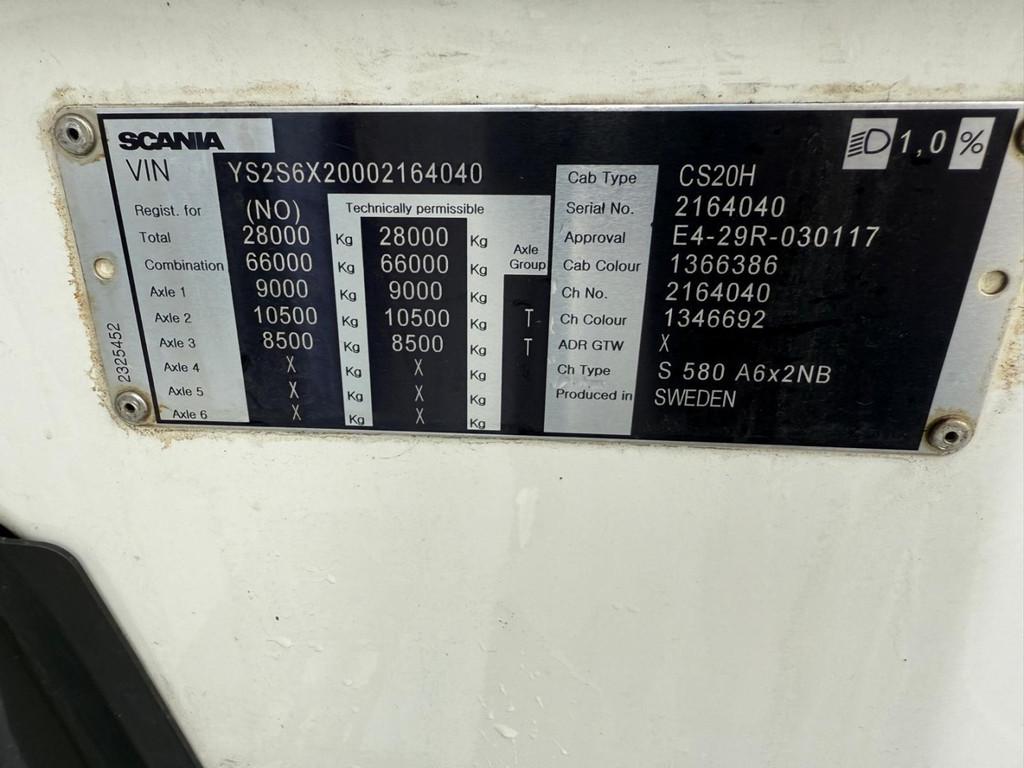 SCANIA
1,0 %
VIN YS2S6X20002164040
Regist. for (NO) Technically permissible
Total 28000 Kg 28000 Kg Axle Group
Combination 66000 Kg 66000 Kg
Axle 1 9000 Kg 9000 Kg
Axle 2 10500 Kg 10500 Kg T
Axle 3 8500 Kg 8500 Kg T
Axle 4 X Kg X Kg
Axle 5 X Kg X Kg
Axle 6 X Kg X Kg
Cab Type CS20H
Serial No. 2164040
Approval E4-29R-030117
Cab Colour 1366386
Ch No. 2164040
Ch Colour 1346692
ADR GTW X
Ch Type S 580 A6x2NB
Produced in SWEDEN
2325452